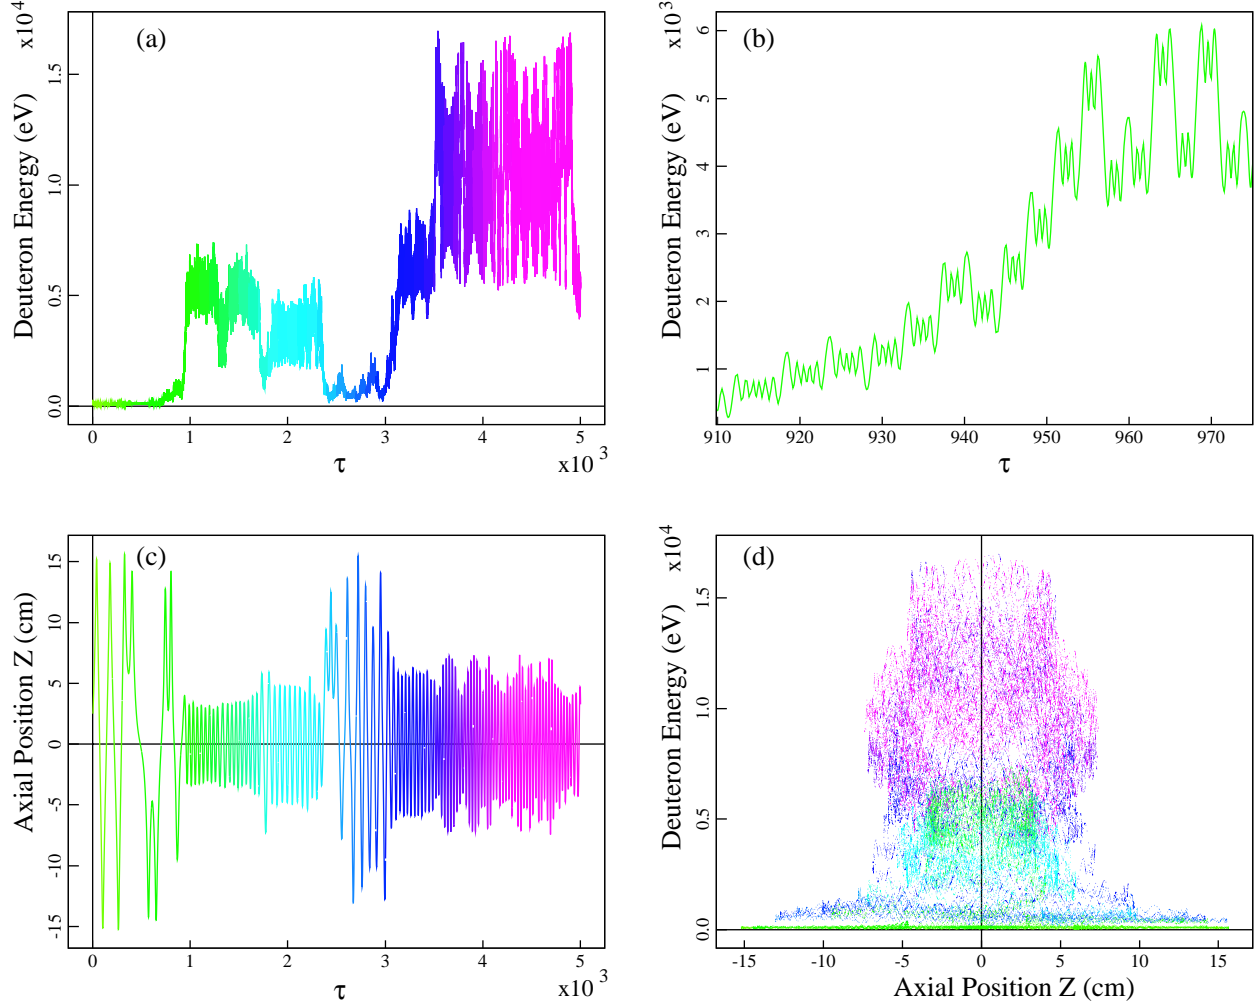 x10^4
(a)
Deuteron Energy (eV)
1.5
1.0
0.5
0.0
0 1 2 3 4 5
τ
x10^3
x10^3
(b)
Deuteron Energy (eV)
6
5
4
3
2
1
910 920 930 940 950 960 970
τ
(c)
Axial Position Z (cm)
15
10
5
0
-5
-10
-15
0 1 2 3 4 5
τ
x10^3
x10^4
(d)
Deuteron Energy (eV)
1.5
1.0
0.5
0.0
-15 -10 -5 0 5 10 15
Axial Position Z (cm)